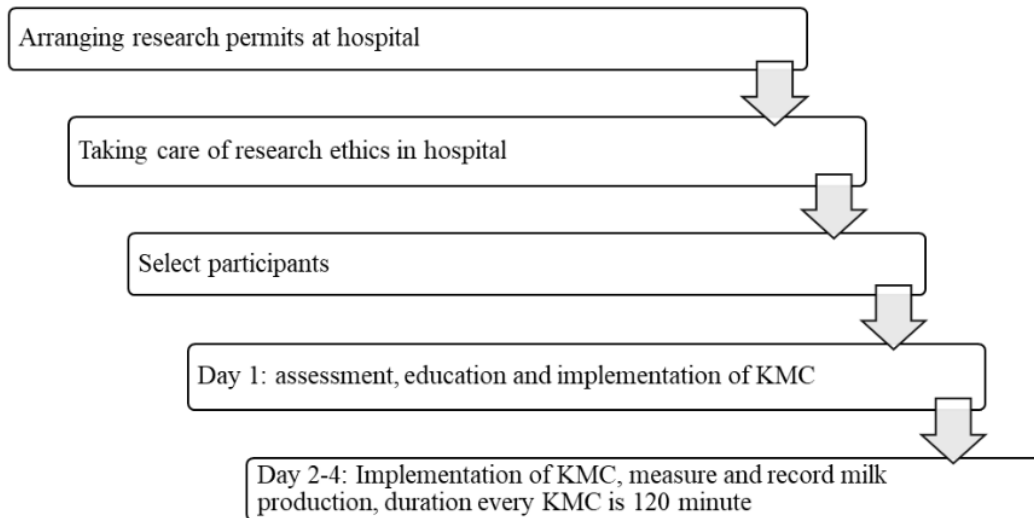 Arranging research permits at hospital
Taking care of research ethics in hospital
Select participants
Day 1: assessment, education and implementation of KMC
Day 2-4: Implementation of KMC, measure and record milk
production, duration every KMC is 120 minute